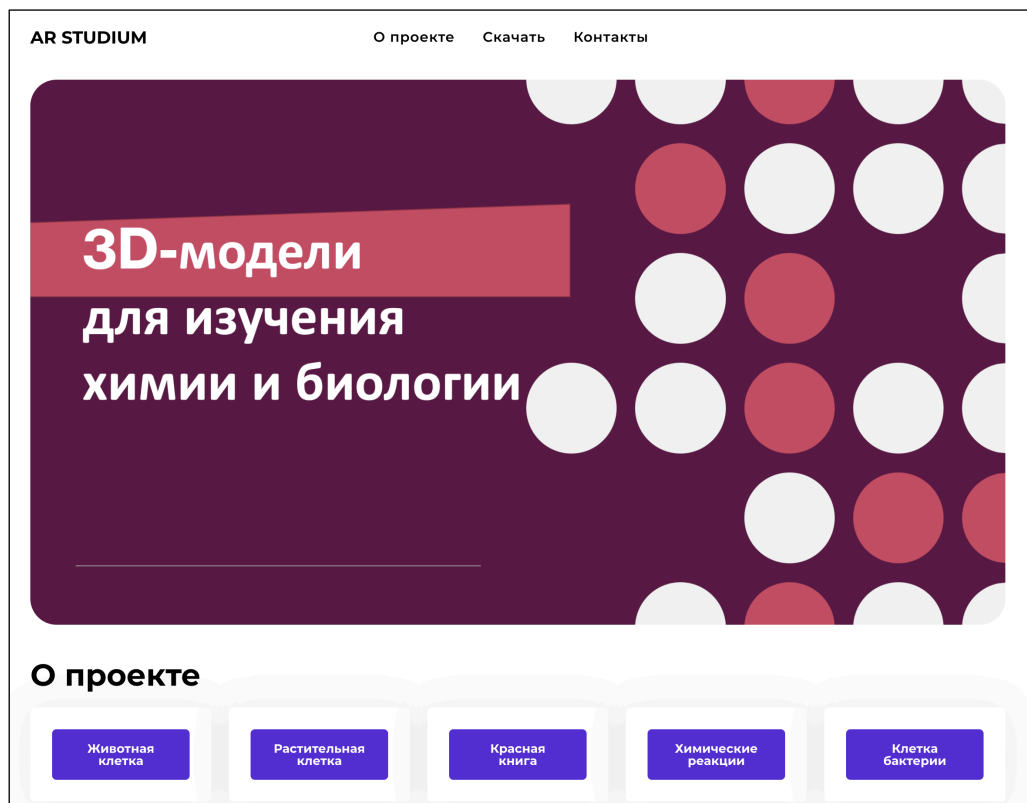 AR STUDIUM
О проекте
Скачать
Контакты
3D-модели
для изучения
химии и биологии
О проекте
Животная
клетка
Растительная
клетка
Красная
книга
Химические
реакции
Клетка
бактерии